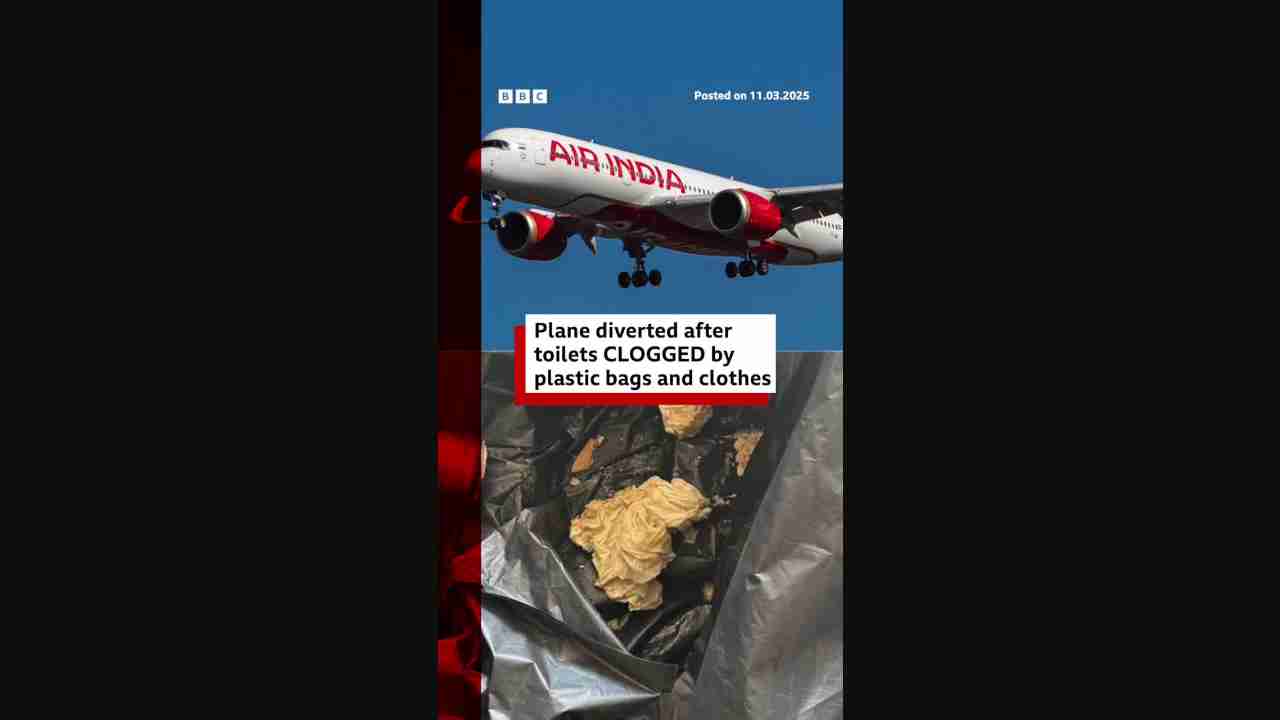 BBC
Posted on 11.03.2025
AIR INDIA
Plane diverted after
toilets CLOGGED by
plastic bags and clothes